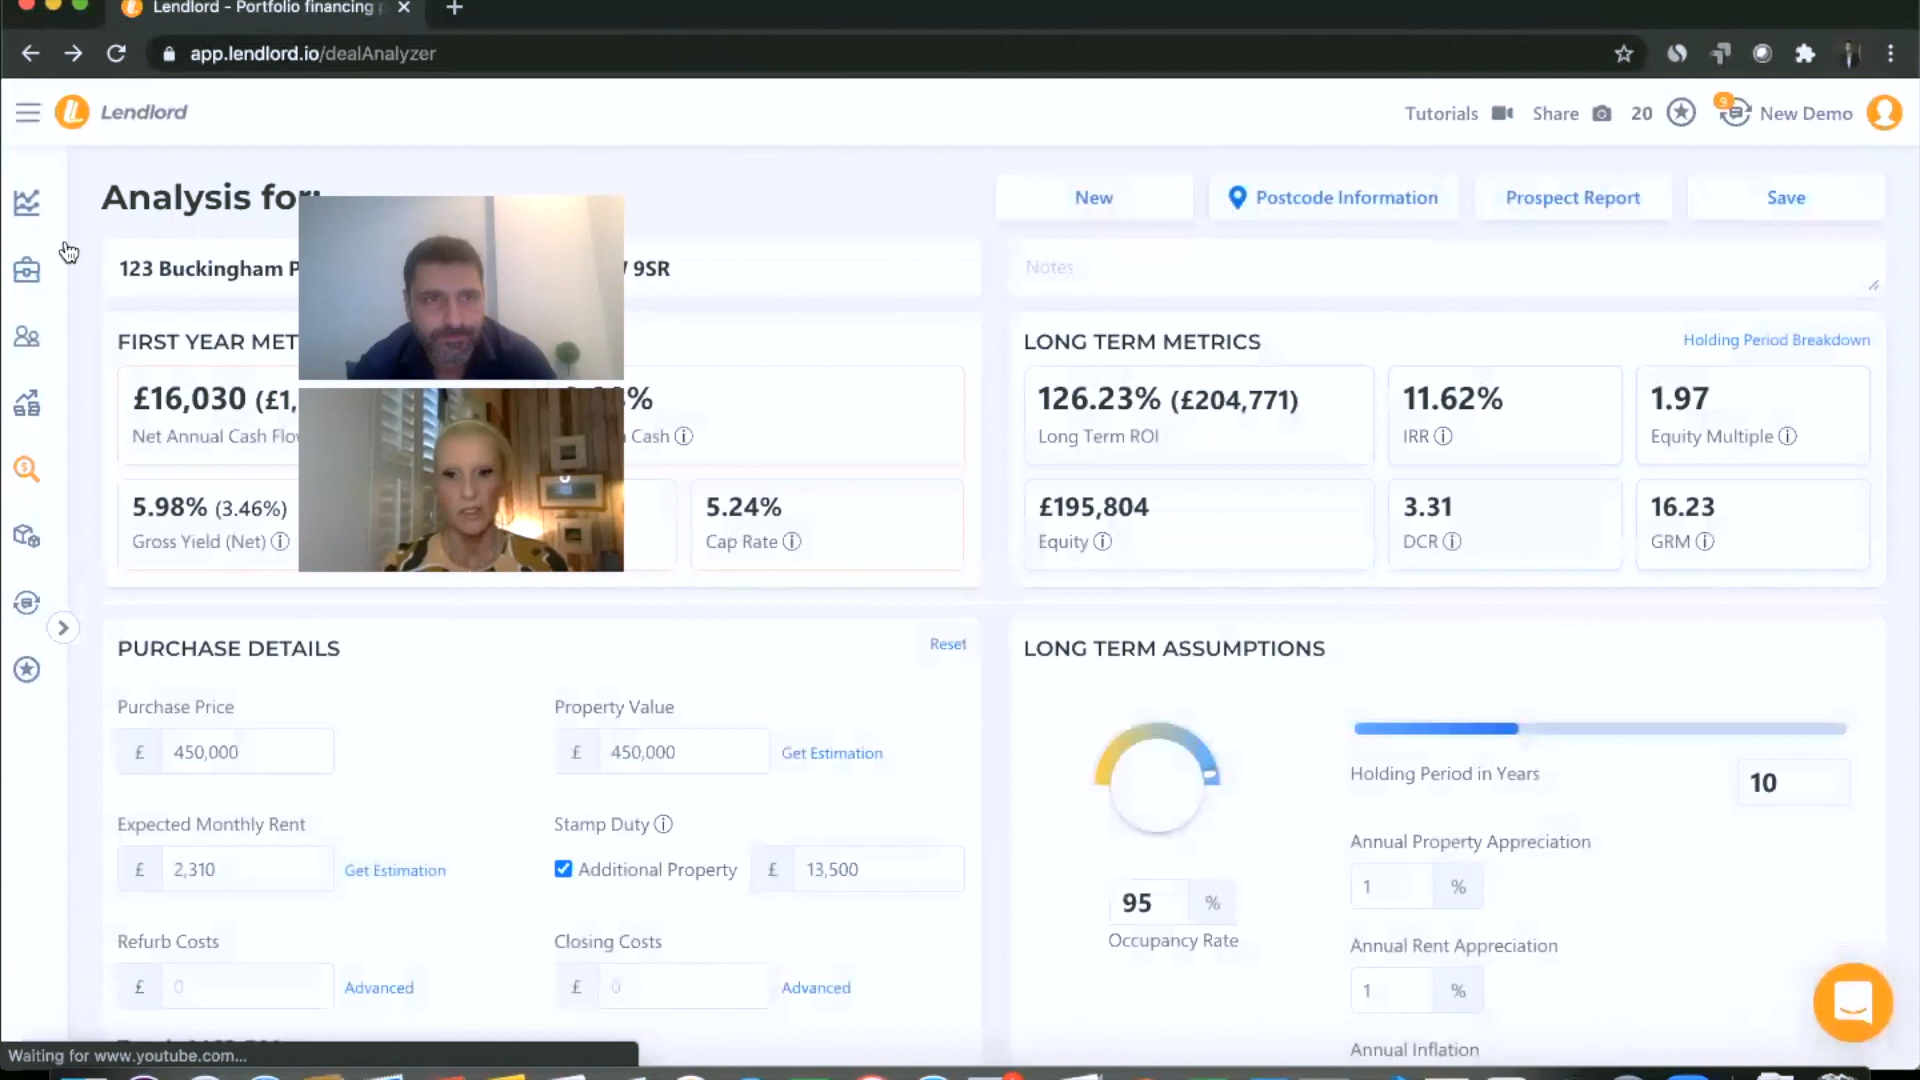 Lendlord - Portfolio financing
app.lendlord.io/dealAnalyzer
Lendlord
Tutorials Share 20 9 New Demo
Analysis for:
New Postcode Information Prospect Report Save
123 Buckingham 9SR
Notes
FIRST YEAR
LONG TERM METRICS
Holding Period Breakdown
£16,030
Net Annual Cash
Cash
126.23% (£204,771)
Long Term ROI
11.62%
IRR
1.97
Equity Multiple
5.98% (3.46%)
Gross Yield (Net)
5.24%
Cap Rate
£195,804
Equity
3.31
DCR
16.23
GRM
PURCHASE DETAILS
Reset
LONG TERM ASSUMPTIONS
Purchase Price
£ 450,000
Property Value
£ 450,000 Get Estimation
Holding Period in Years
10
Expected Monthly Rent
£ 2,310 Get Estimation
Stamp Duty
Additional Property £ 13,500
Annual Property Appreciation
1 %
95 %
Occupancy Rate
Refurb Costs
£ 0 Advanced
Closing Costs
£ 0 Advanced
Annual Rent Appreciation
1 %
Annual Inflation
Waiting for www.youtube.com...